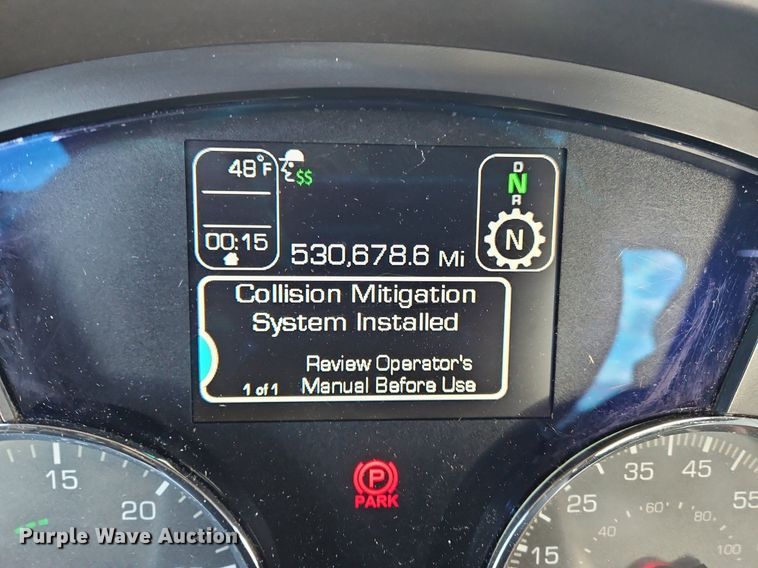 48°F
$$
D
N
R
N
00:15
530,678.6 Mi
Collision Mitigation
System Installed
Review Operator's
1 of 1 Manual Before Use
P
PARK
15
20
15
25
35
45
55
40
60
80
100
Purple Wave Auction